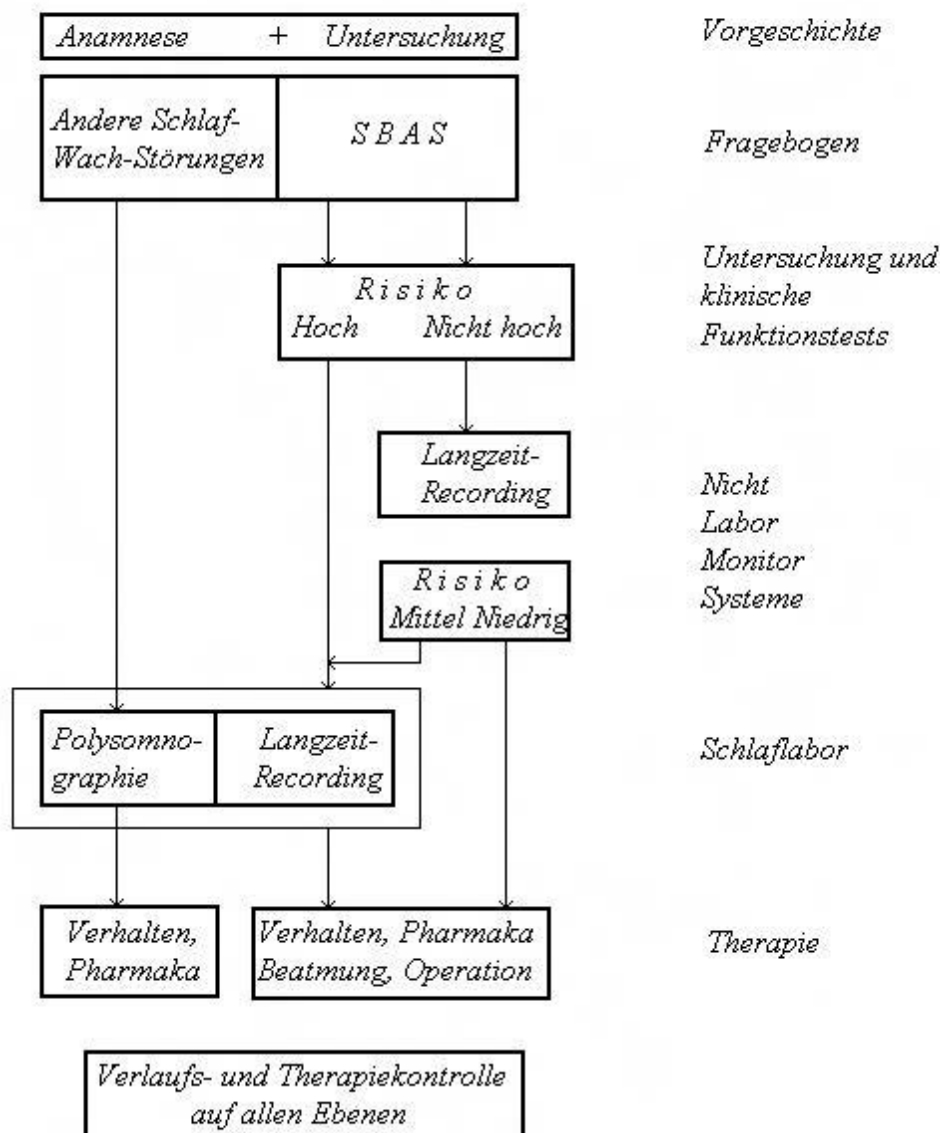 Anamnese + Untersuchung
Vorgeschichte
Andere Schlaf-
Wach-Störungen
S B A S
Fragebogen
Untersuchung und
klinische
Funktionstests
R i s i k o
Hoch Nicht hoch
Langzeit-
Recording
Nicht
Labor
Monitor
Systeme
R i s i k o
Mittel Niedrig
Polysomno-
graphie
Langzeit-
Recording
Schlaflabor
Verhalten,
Pharmaka
Verhalten, Pharmaka
Beatmung, Operation
Therapie
Verlaufs- und Therapiekontrolle
auf allen Ebenen